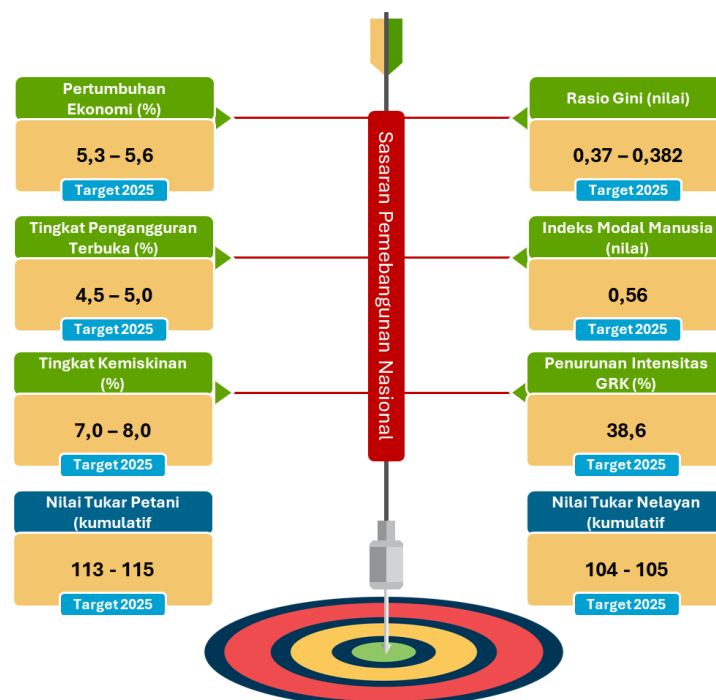 Pertumbuhan
Ekonomi (%)
5,3 – 5,6
Target 2025
Rasio Gini (nilai)
0,37 – 0,382
Target 2025
Sasaran Pemebangunan Nasional
Tingkat Pengangguran
Terbuka (%)
4,5 – 5,0
Target 2025
Indeks Modal Manusia
(nilai)
0,56
Target 2025
Tingkat Kemiskinan
(%)
7,0 – 8,0
Target 2025
Penurunan Intensitas
GRK (%)
38,6
Target 2025
Nilai Tukar Petani
(kumulatif
113 - 115
Target 2025
Nilai Tukar Nelayan
(kumulatif
104 - 105
Target 2025